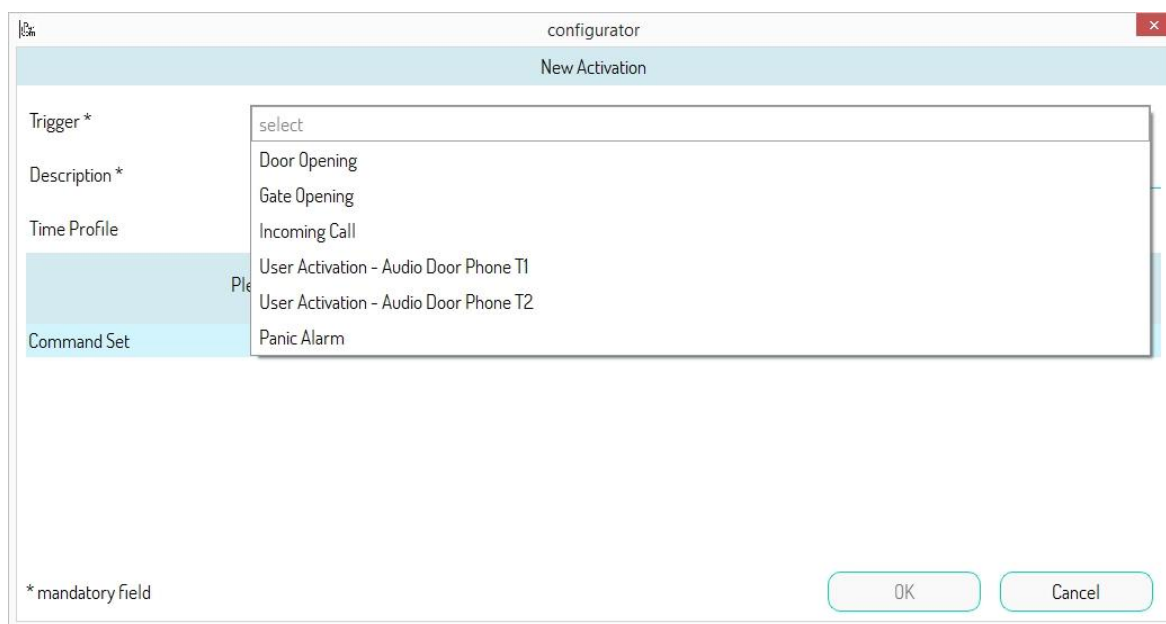 configurator
New Activation
Trigger *
select
Door Opening
Description *
Gate Opening
Time Profile
Incoming Call
User Activation - Audio Door Phone T1
Ple
User Activation - Audio Door Phone T2
Command Set
Panic Alarm
* mandatory field
OK
Cancel